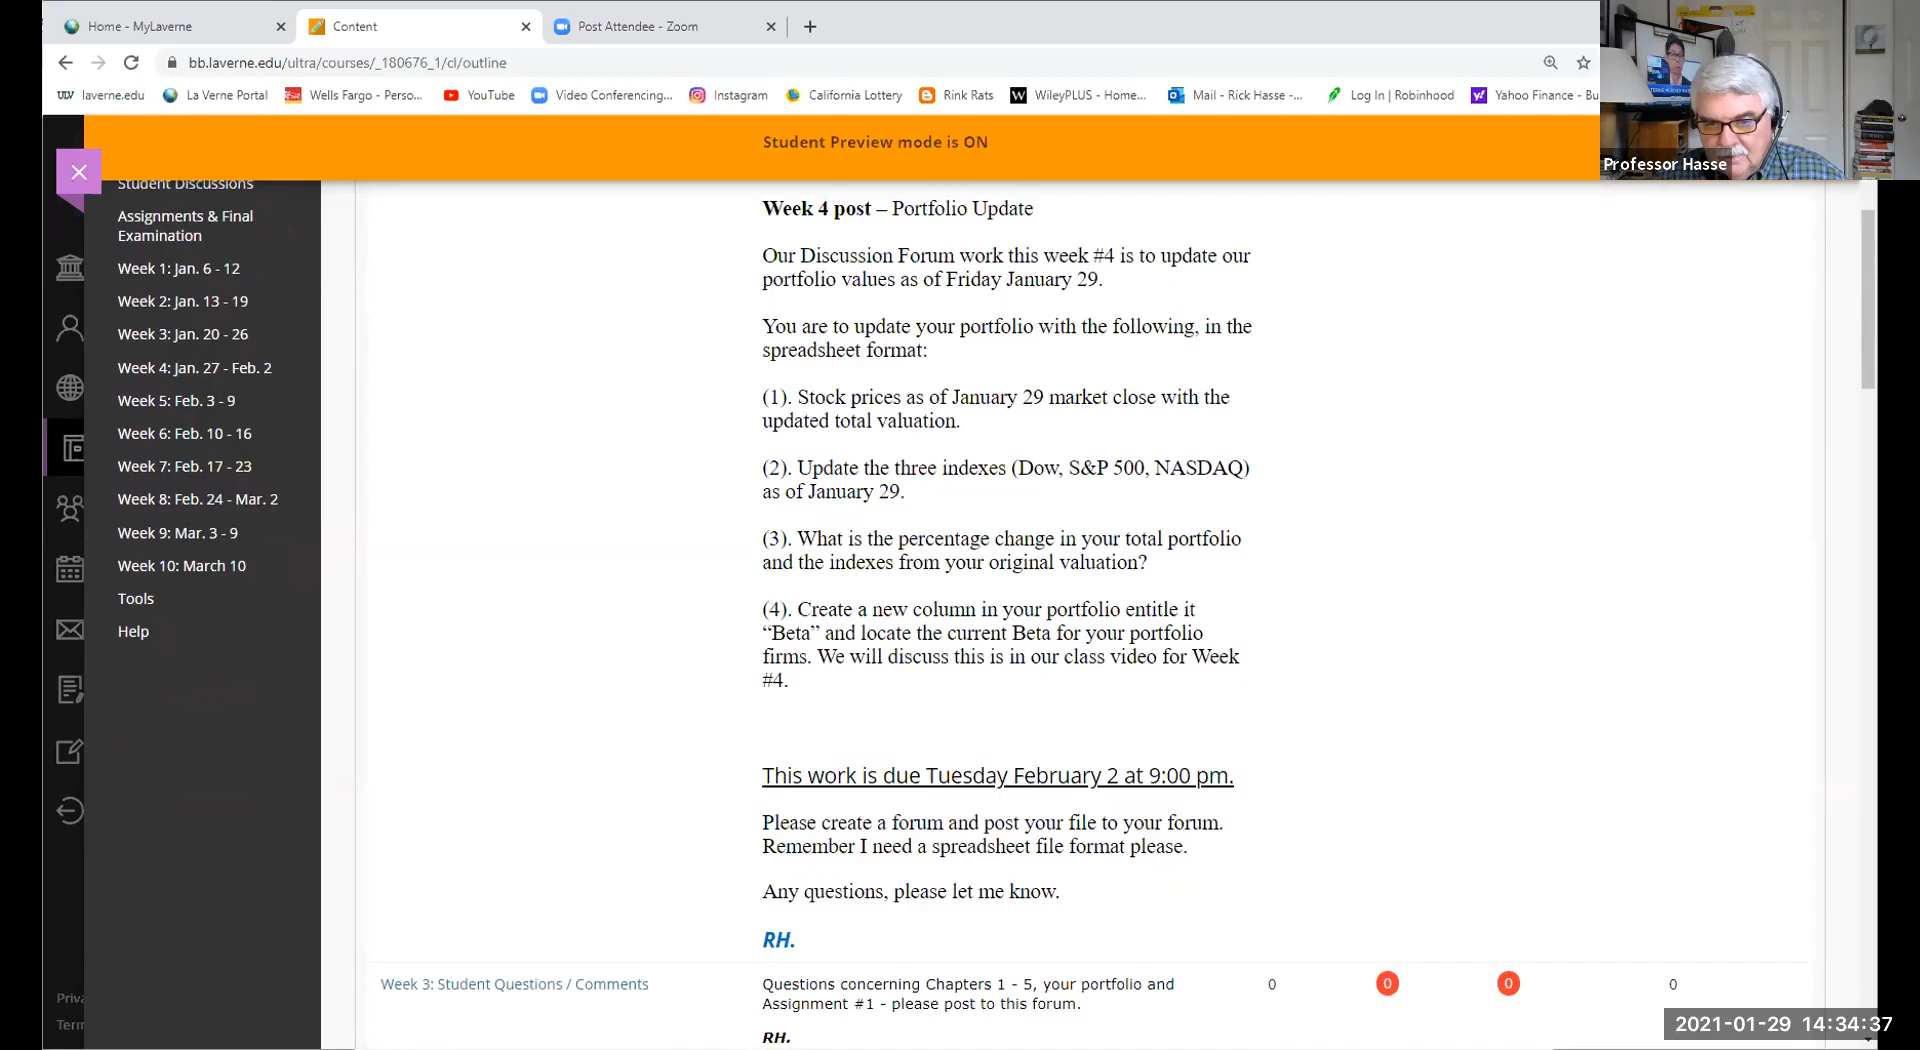 Home - MyLaverne
Content
Post Attendee - Zoom
bb.laverne.edu/ultra/courses/_180676_1/cl/outline
laverne.edu
La Verne Portal
Wells Fargo - Perso...
YouTube
Video Conferencing...
Instagram
California Lottery
Rink Rats
WileyPLUS - Home...
Mail - Rick Hasse -...
Log In | Robinhood
Yahoo Finance - Bu
Student Preview mode is ON
Professor Hasse
Student Discussions
Assignments & Final
Examination
Week 1: Jan. 6 - 12
Week 2: Jan. 13 - 19
Week 3: Jan. 20 - 26
Week 4: Jan. 27 - Feb. 2
Week 5: Feb. 3 - 9
Week 6: Feb. 10 - 16
Week 7: Feb. 17 - 23
Week 8: Feb. 24 - Mar. 2
Week 9: Mar. 3 - 9
Week 10: March 10
Tools
Help
Priva
Term
Week 4 post – Portfolio Update
Our Discussion Forum work this week #4 is to update our
portfolio values as of Friday January 29.
You are to update your portfolio with the following, in the
spreadsheet format:
(1). Stock prices as of January 29 market close with the
updated total valuation.
(2). Update the three indexes (Dow, S&P 500, NASDAQ)
as of January 29.
(3). What is the percentage change in your total portfolio
and the indexes from your original valuation?
(4). Create a new column in your portfolio entitle it
“Beta” and locate the current Beta for your portfolio
firms. We will discuss this is in our class video for Week
#4.
This work is due Tuesday February 2 at 9:00 pm.
Please create a forum and post your file to your forum.
Remember I need a spreadsheet file format please.
Any questions, please let me know.
RH.
Week 3: Student Questions / Comments
Questions concerning Chapters 1 - 5, your portfolio and
Assignment #1 - please post to this forum.
RH.
0
0
0
0
2021-01-29 14:34:37